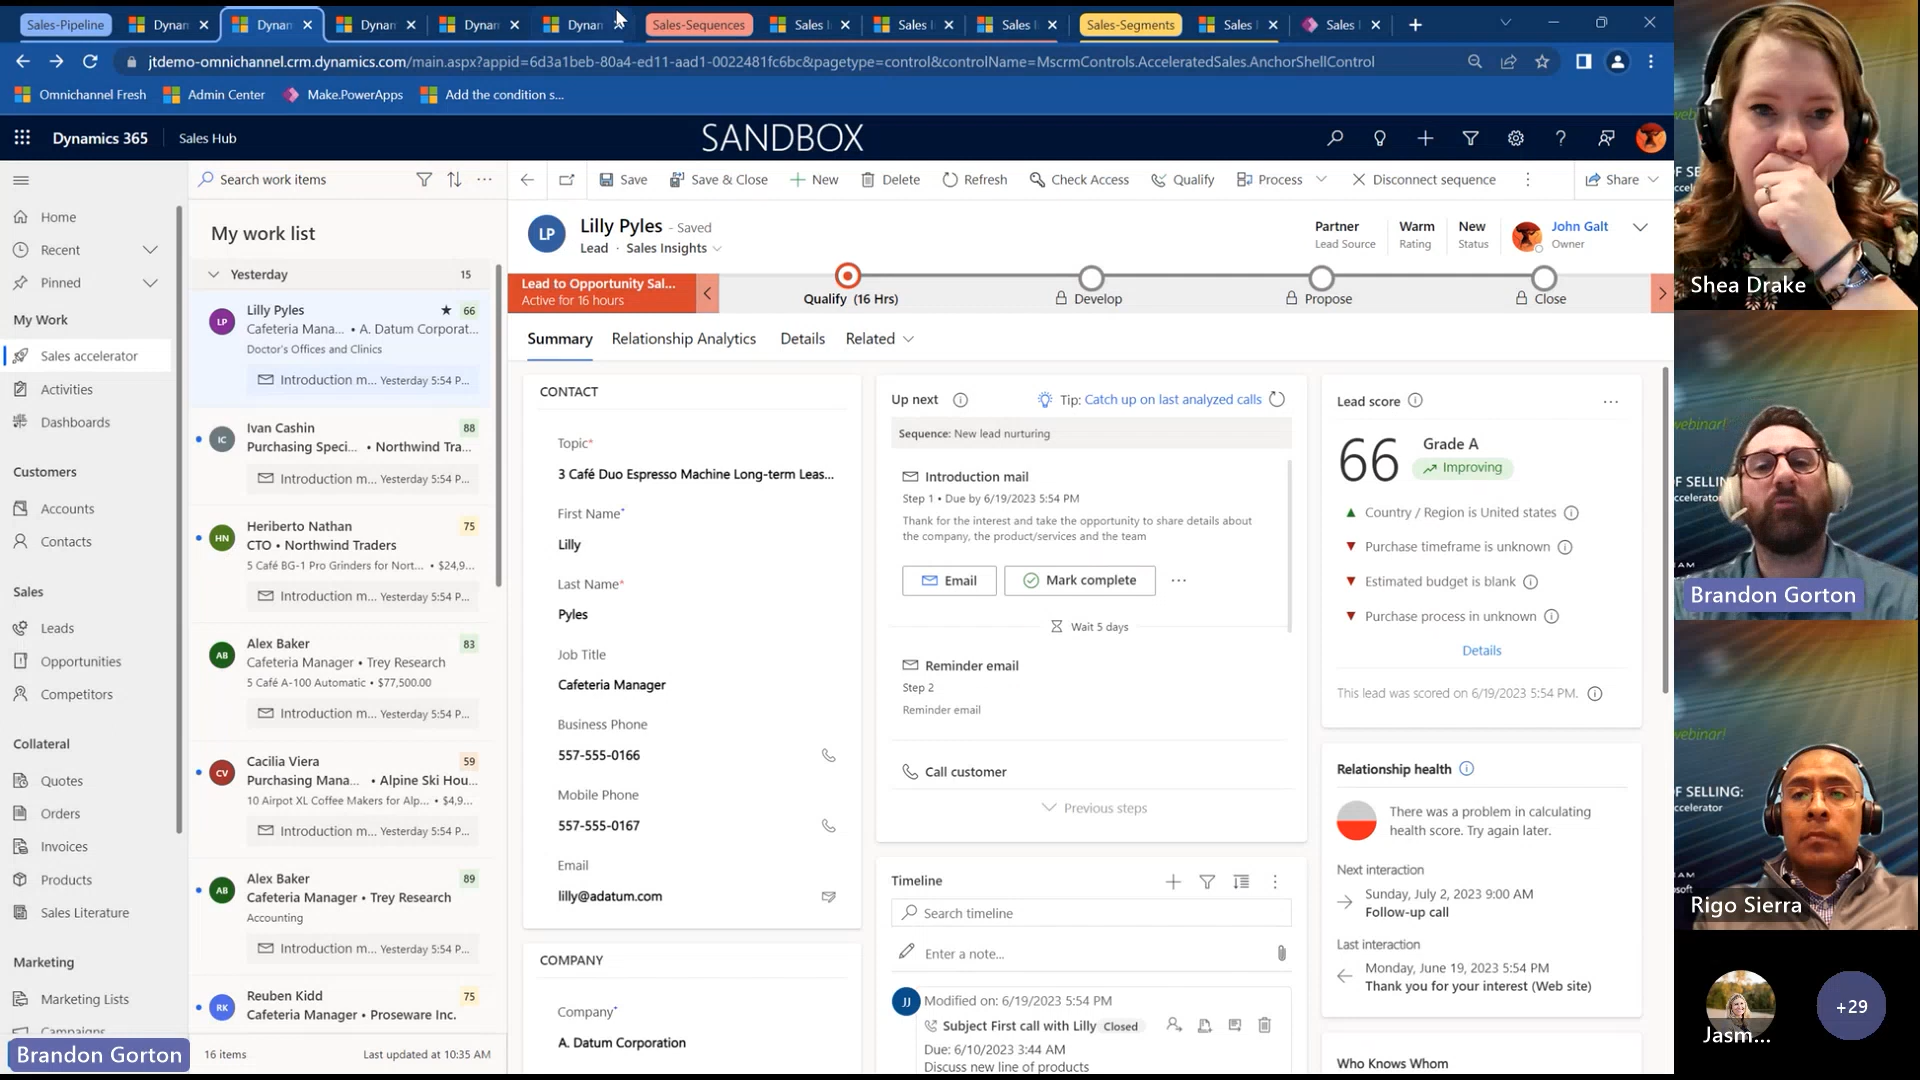 Sales-Pipeline
Dynam
Dynam
Dynam
Dynam
Dynam
Sales-Sequences
Sales I
Sales I
Sales I
Sales-Segments
Sales
Sales
jtdemo-omnichannel.crm.dynamics.com/main.aspx?appid=6d3a1beb-80a4-ed11-aad1-0022481fc6bc&pagetype=control&controlName=MscrmControls.AcceleratedSales.AnchorShellControl
Omnichannel Fresh
Admin Center
Make.PowerApps
Add the condition s...
Dynamics 365
Sales Hub
SANDBOX
Home
Recent
Pinned
My Work
Sales accelerator
Activities
Dashboards
Customers
Accounts
Contacts
Sales
Leads
Opportunities
Competitors
Collateral
Quotes
Orders
Invoices
Products
Sales Literature
Marketing
Marketing Lists
Campaigns
Brandon Gorton
Search work items
My work list
Yesterday 15
LP
Lilly Pyles ★ 66
Cafeteria Mana... • A. Datum Corporat...
Doctor's Offices and Clinics
Introduction m... Yesterday 5:54 P...
IC
Ivan Cashin 88
Purchasing Speci... • Northwind Tra...
Introduction m... Yesterday 5:54 P...
HN
Heriberto Nathan 75
CTO • Northwind Traders
5 Café BG-1 Pro Grinders for Nort... • $24,9...
Introduction m... Yesterday 5:54 P...
AB
Alex Baker 83
Cafeteria Manager • Trey Research
5 Café A-100 Automatic • $77,500.00
Introduction m... Yesterday 5:54 P...
CV
Cacilia Viera 59
Purchasing Mana... • Alpine Ski Hou...
10 Airpot XL Coffee Makers for Alp... • $4,9...
Introduction m... Yesterday 5:54 P...
AB
Alex Baker 89
Cafeteria Manager • Trey Research
Accounting
Introduction m... Yesterday 5:54 P...
RK
Reuben Kidd 75
Cafeteria Manager • Proseware Inc.
16 items
Last updated at 10:35 AM
Save
Save & Close
New
Delete
Refresh
Check Access
Qualify
Process
Disconnect sequence
Share
LP
Lilly Pyles - Saved
Lead · Sales Insights
Partner
Lead Source
Warm
Rating
New
Status
John Galt
Owner
Lead to Opportunity Sal...
Active for 16 hours
Qualify (16 Hrs)
Develop
Propose
Close
Summary
Relationship Analytics
Details
Related
CONTACT
Topic*
3 Café Duo Espresso Machine Long-term Leas...
First Name*
Lilly
Last Name*
Pyles
Job Title
Cafeteria Manager
Business Phone
557-555-0166
Mobile Phone
557-555-0167
Email
lilly@adatum.com
COMPANY
Company*
A. Datum Corporation
Up next
Tip: Catch up on last analyzed calls
Sequence: New lead nurturing
Introduction mail
Step 1 • Due by 6/19/2023 5:54 PM
Thank for the interest and take the opportunity to share details about
the company, the product/services and the team
Email
Mark complete
Wait 5 days
Reminder email
Step 2
Reminder email
Call customer
Previous steps
Timeline
Search timeline
Enter a note...
JJ
Modified on: 6/19/2023 5:54 PM
Subject First call with Lilly Closed
Due: 6/10/2023 3:44 AM
Discuss new line of products
Lead score
66
Grade A
Improving
Country / Region is United states
Purchase timeframe is unknown
Estimated budget is blank
Purchase process in unknown
Details
This lead was scored on 6/19/2023 5:54 PM.
Relationship health
There was a problem in calculating
health score. Try again later.
Next interaction
Sunday, July 2, 2023 9:00 AM
Follow-up call
Last interaction
Monday, June 19, 2023 5:54 PM
Thank you for your interest (Web site)
Who Knows Whom
Shea Drake
webinar!
F SELLIN
Brandon Gorton
webinar!
OF SELLING:
ccelerator
Rigo Sierra
Jasm...
+29